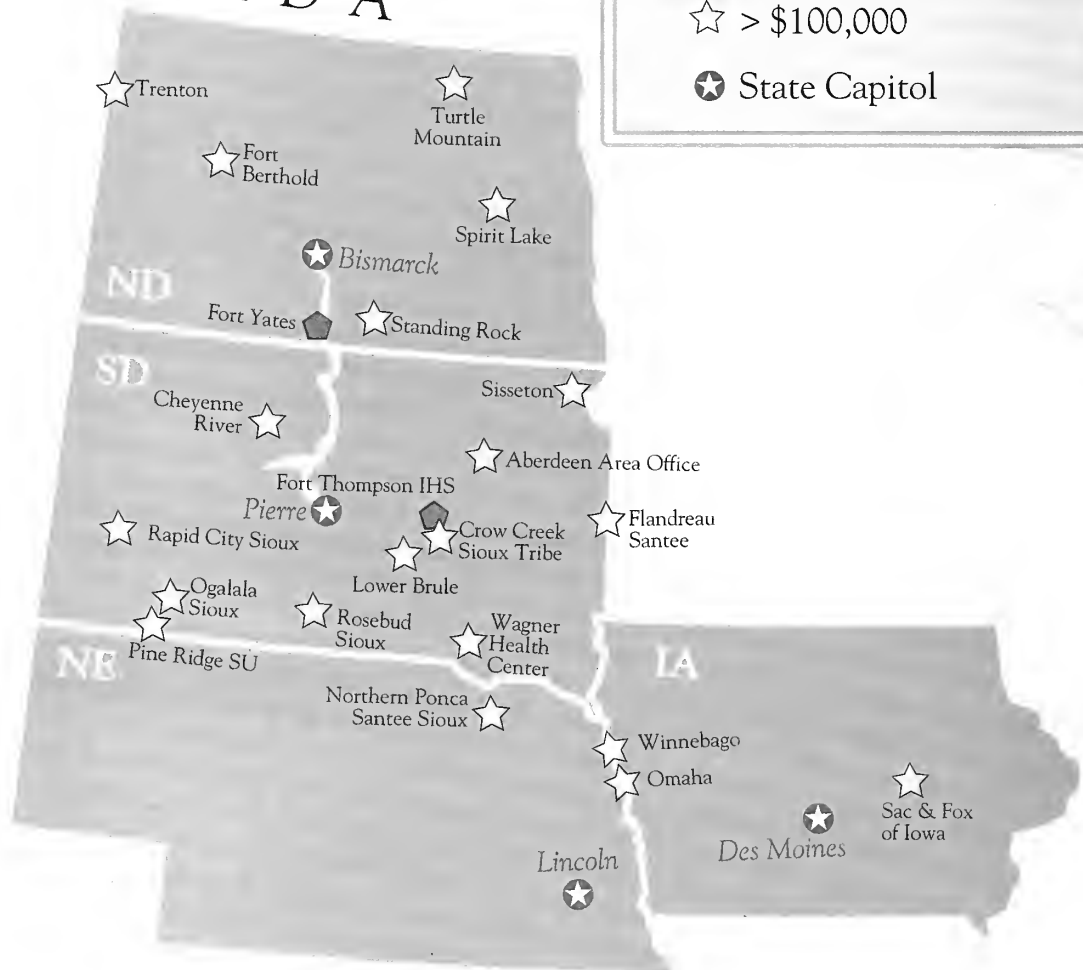 D A
> $100,000
State Capitol
Trenton
Turtle
Mountain
Fort
Berthold
Spirit Lake
Bismarck
ND
Fort Yates
Standing Rock
SD
Sisseton
Cheyenne
River
Aberdeen Area Office
Fort Thompson IHS
Pierre
Flandreau
Santee
Crow Creek
Sioux Tribe
Rapid City Sioux
Lower Brule
Ogalala
Sioux
Rosebud
Sioux
Wagner
Health
Center
Pine Ridge SU
NE
IA
Northern Ponca
Santee Sioux
Winnebago
Omaha
Sac & Fox
of Iowa
Des Moines
Lincoln